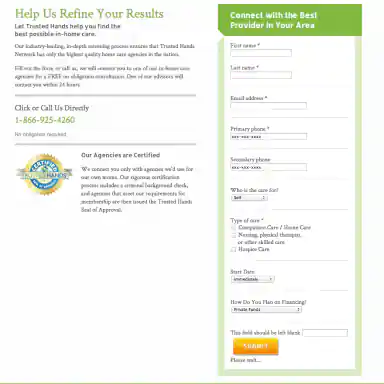 Help Us Refine Your Results
Let Trusted Hands help you find the
best possible in-home care.
Our industry-leading, in-depth screening process ensures that Trusted Hands
Network has only the highest quality home care agencies in the nation.
Fill out the form or call us, we will connect you to one of our in-home care
agencies for a FREE no obligation consultation. One of our advisors will
contact you within 24 hours.
Click or Call Us Directly
1-866-925-4260
No obligation required.
Our Agencies are Certified
We connect you only with agencies we'd use for
our own moms. Our rigorous certification
process includes a criminal background check,
and agencies that meet our requirements for
membership are then issued the Trusted Hands
Seal of Approval.
CERTIFIED
TRUSTED HANDS
Connect with the Best
Provider In Your Area
First name *
Last name *
Email address *
Primary phone *
xxx-xxx-xxxx
Secondary phone
xxx-xxx-xxxx
Who is the care for?
Self
Type of care *
Companion Care / Home Care
Nursing, physical therapists,
or other skilled care
Hospice Care
Start Date
Immediately
How Do You Plan on Financing?
Private Funds
This field should be left blank
SUBMIT
Please wait...